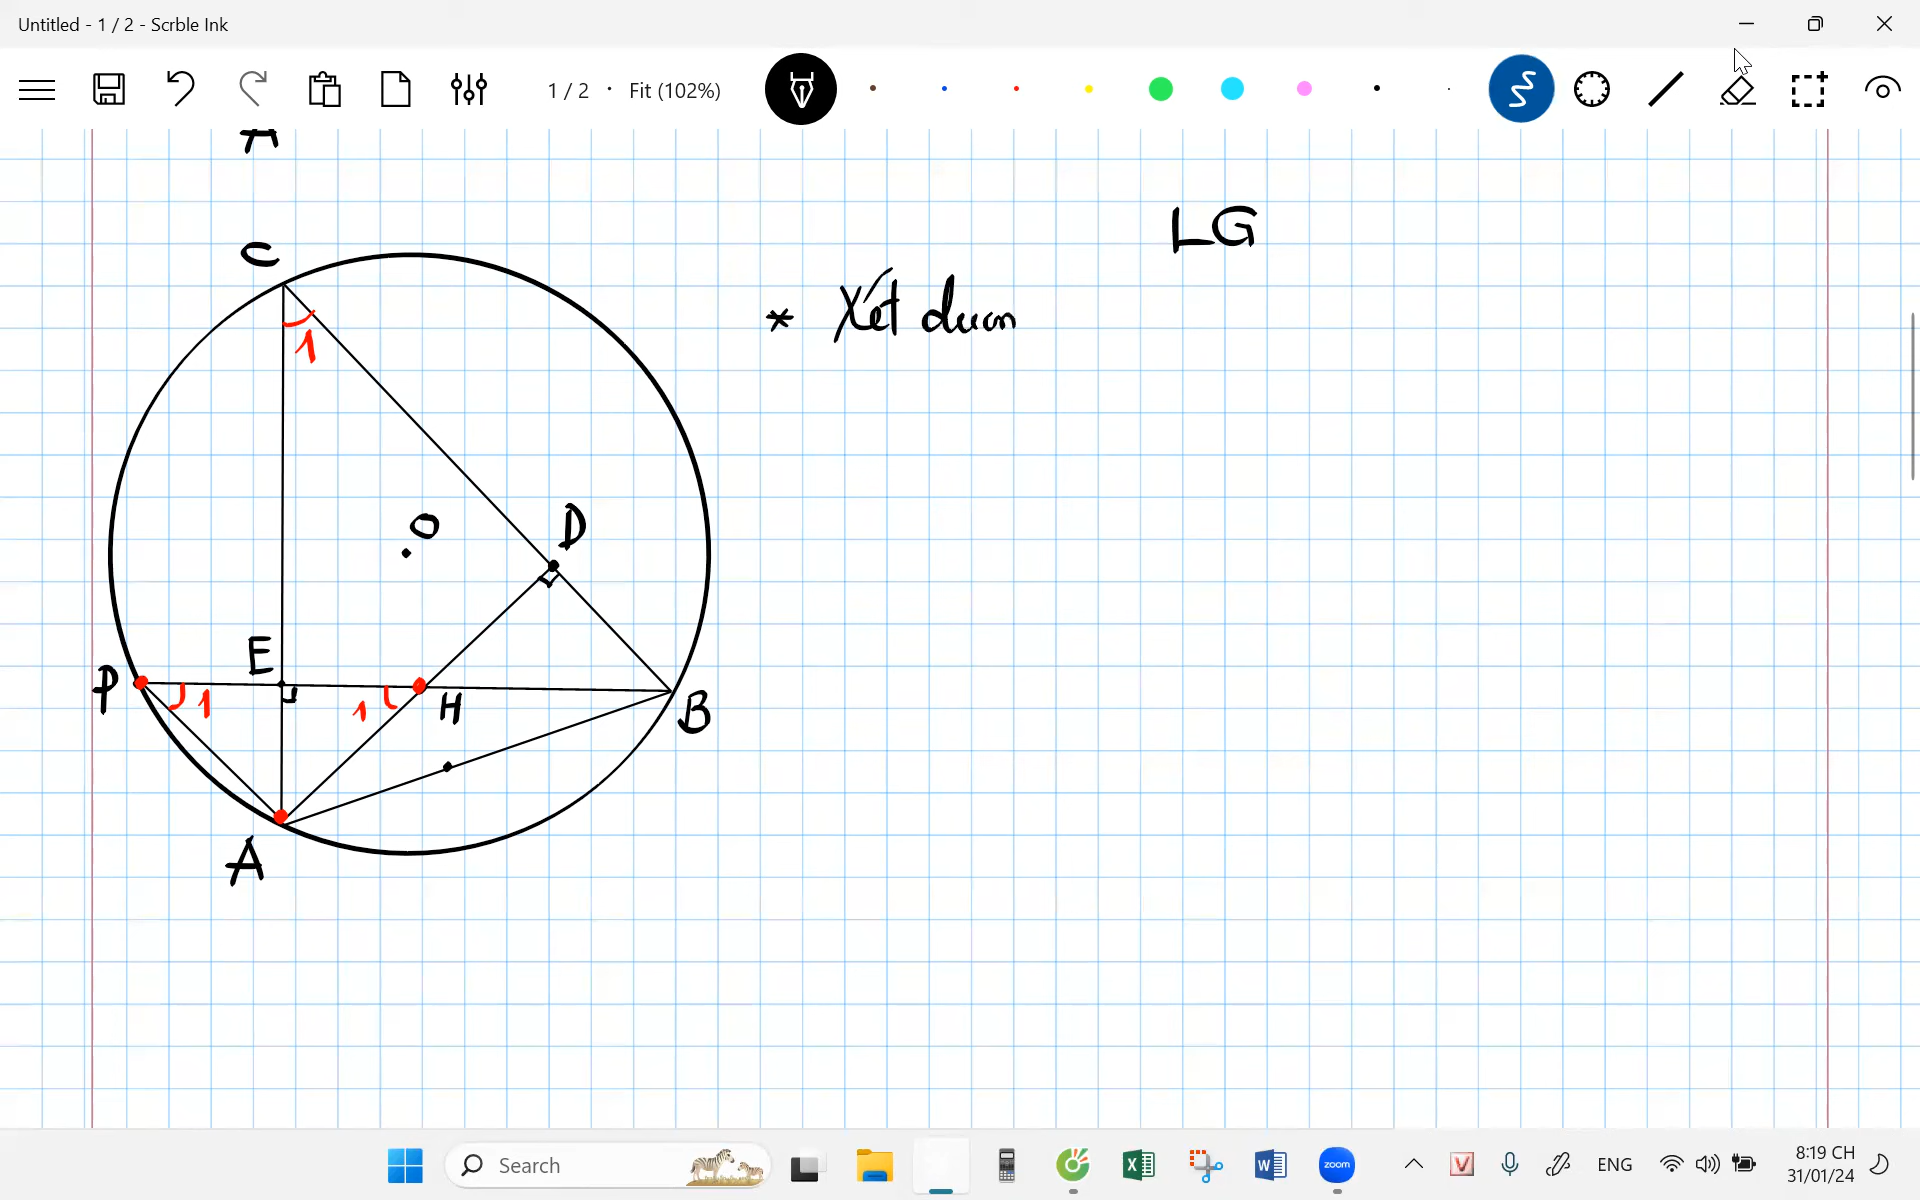 Untitled - 1 / 2 - Scrble Ink
1 / 2 · Fit (102%)
A
LG
C
* Xét đườn
1
O
D
E
P
1
1
H
B
A
Search
zoom
ENG
8:19 CH
31/01/24